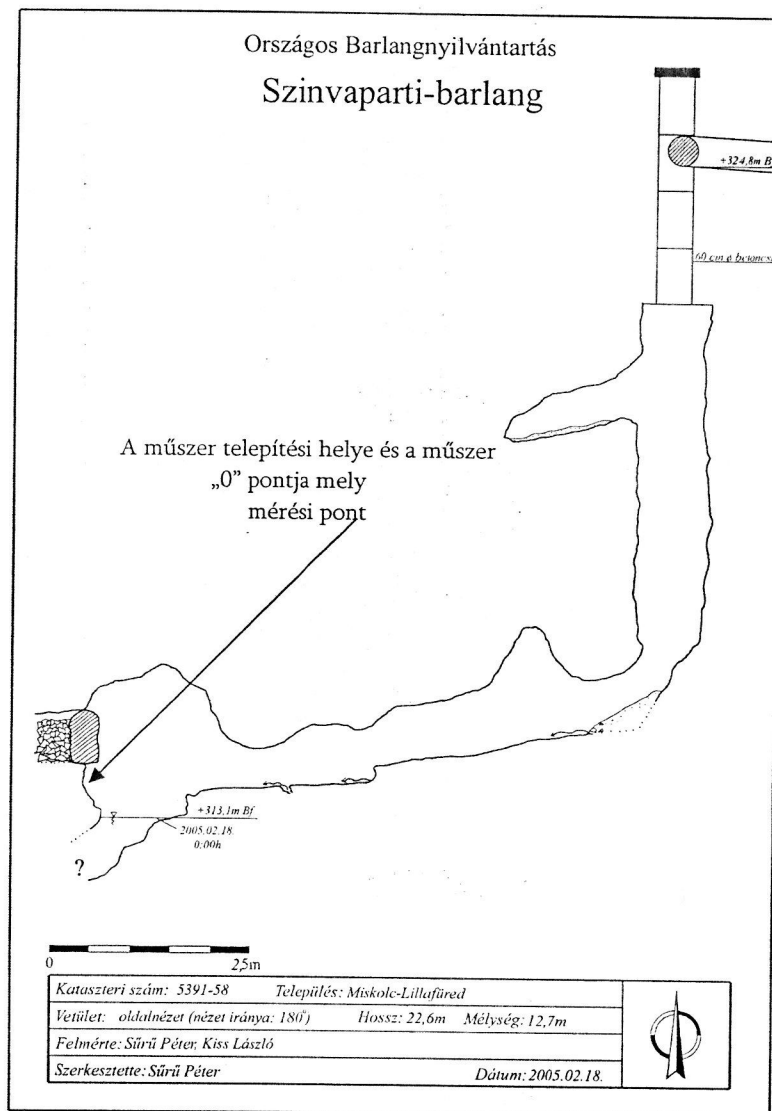 Országos Barlangnyilvántartás
Szinvaparti-barlang
+324,8m B
60 cm ø betoncs
A műszer telepítési helye és a műszer
„0” pontja mely
mérési pont
+313,1m Bf
2005.02.18.
0:00h
?
0 2,5m
Kataszteri szám: 5391-58 Település: Miskolc-Lillafüred
Vetület: oldalnézet (nézet iránya: 180°) Hossz: 22,6m Mélység: 12,7m
Felmérte: Sűrű Péter, Kiss László
Szerkesztette: Sűrű Péter Dátum: 2005.02.18.